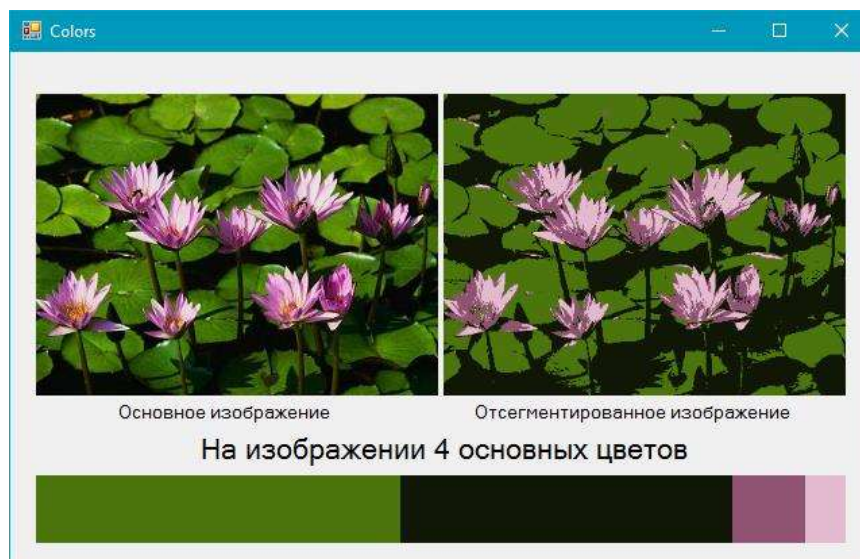 Colors
Основное изображение
Отсегментированное изображение
На изображении 4 основных цветов